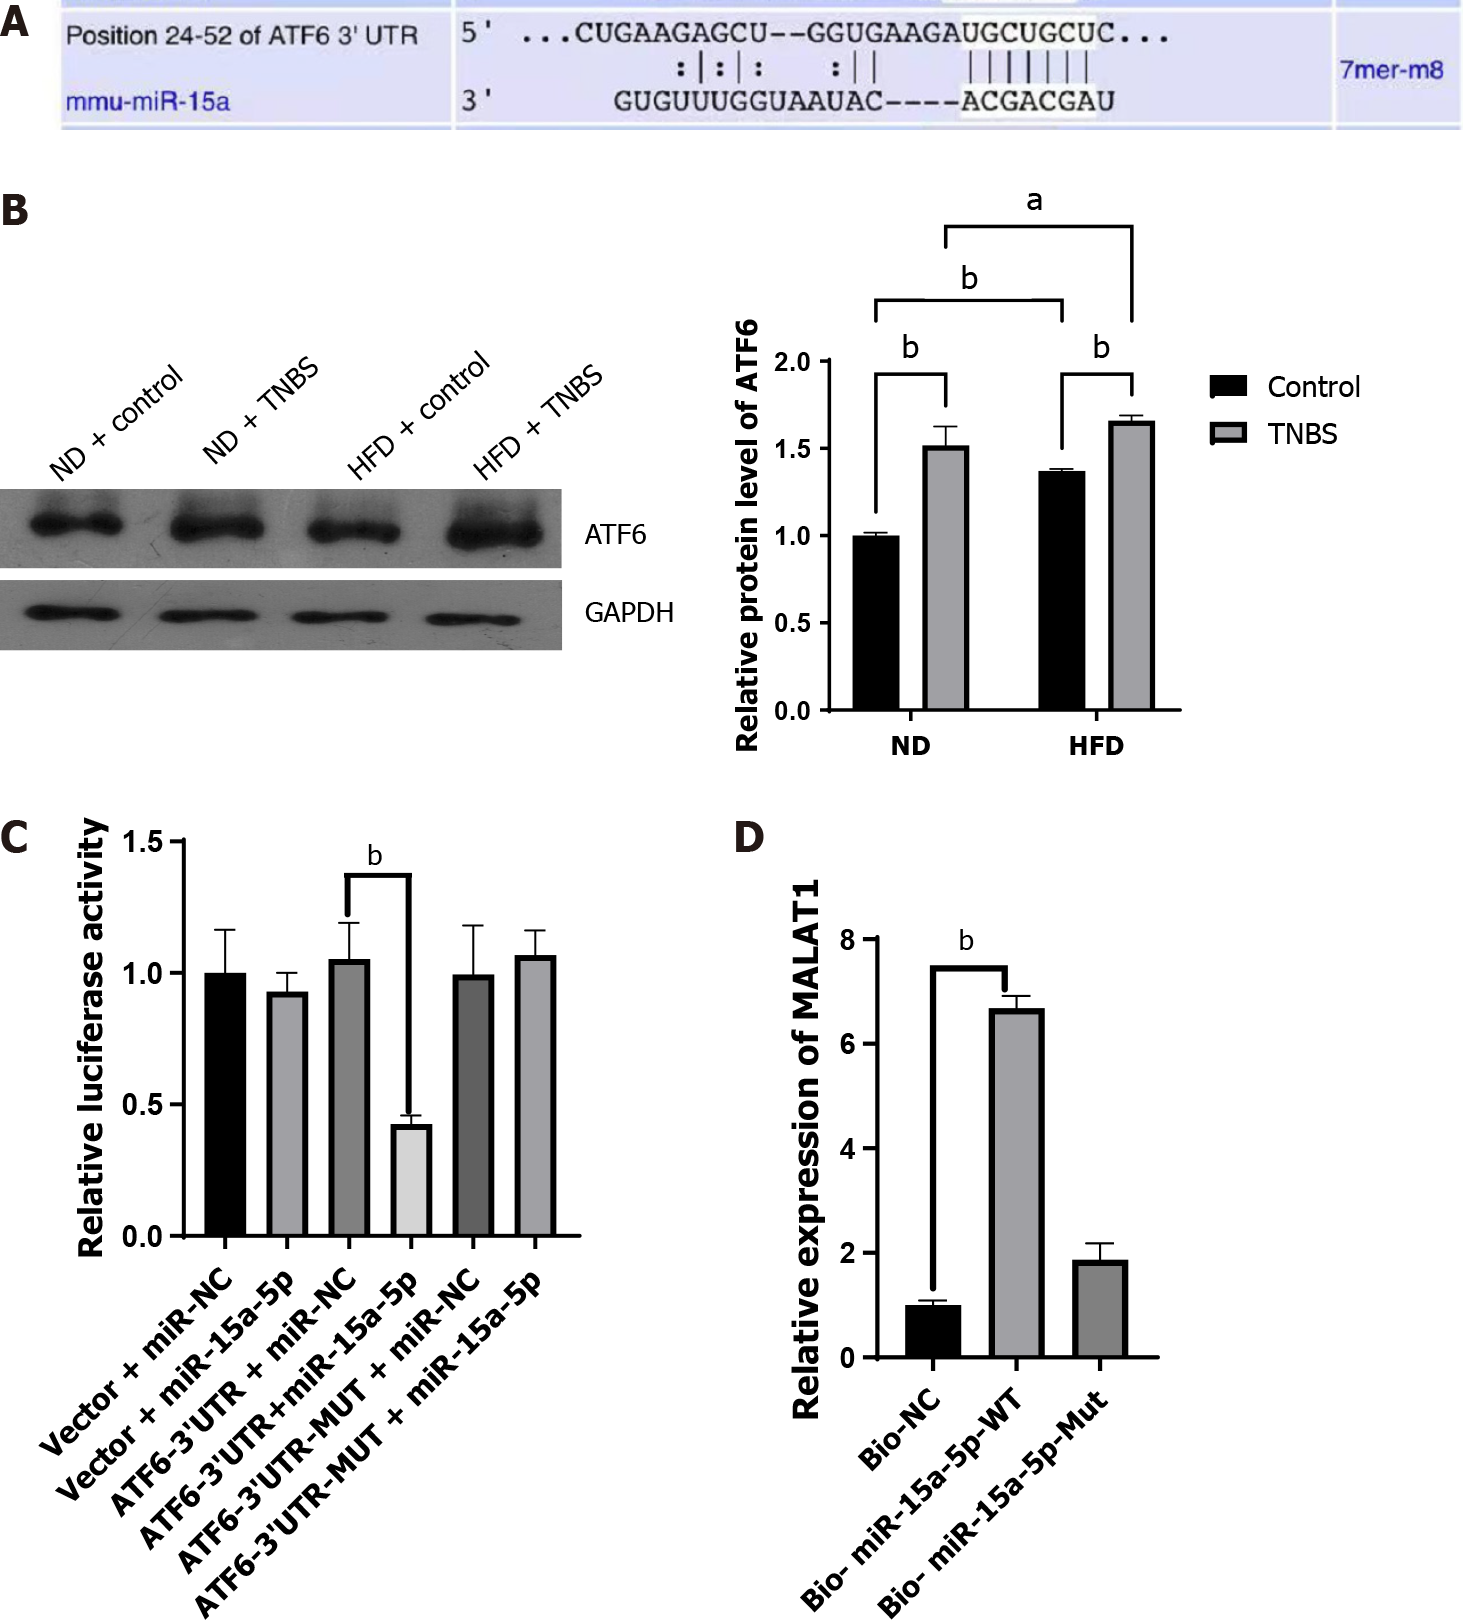 A
Position 24-52 of ATF6 3' UTR
5' ...CUGAAGAGCU--GGUGAAGAUGCUGCUC...
mmu-miR-15a
3' GUGUUUGGUAAUAC----ACGACGAU
7mer-m8
B
ND + control
ND + TNBS
HFD + control
HFD + TNBS
ATF6
GAPDH
Relative protein level of ATF6
2.0
1.5
1.0
0.5
0.0
a
b
b
b
ND
HFD
Control
TNBS
C
Relative luciferase activity
1.5
1.0
0.5
0.0
b
Vector + miR-NC
Vector + miR-15a-5p
ATF6-3'UTR + miR-NC
ATF6-3'UTR+miR-15a-5p
ATF6-3'UTR-MUT + miR-NC
ATF6-3'UTR-MUT + miR-15a-5p
D
Relative expression of MALAT1
8
6
4
2
0
b
Bio-NC
Bio- miR-15a-5p-WT
Bio- miR-15a-5p-Mut